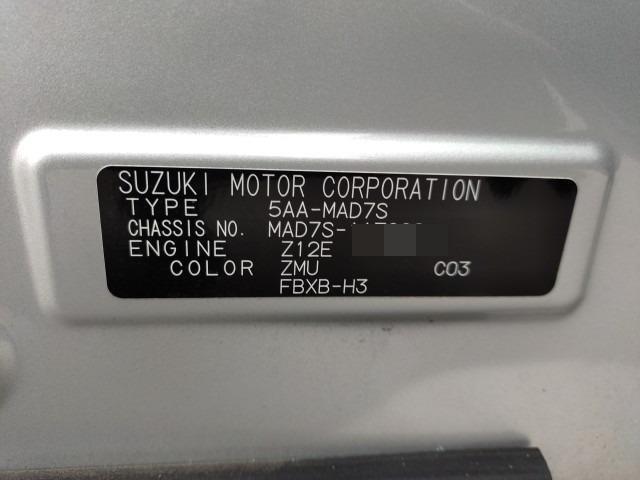 SUZUKI MOTOR CORPORATION
TYPE 5AA-MAD7S
CHASSIS NO. MAD7S-
ENGINE Z12E
COLOR ZMU C03
FBXB-H3